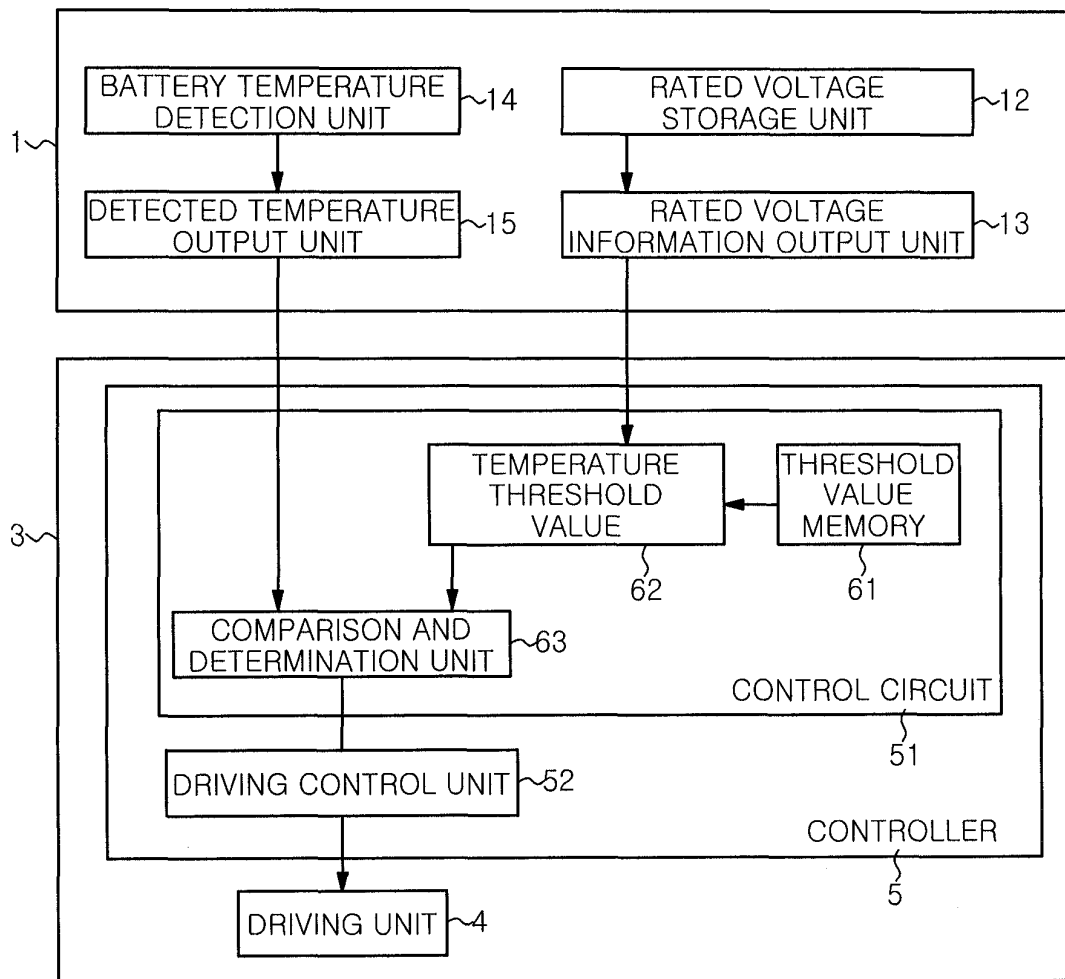 BATTERY TEMPERATURE
DETECTION UNIT
14
RATED VOLTAGE
STORAGE UNIT
12
1
DETECTED TEMPERATURE
OUTPUT UNIT
15
RATED VOLTAGE
INFORMATION OUTPUT UNIT
13
3
TEMPERATURE
THRESHOLD
VALUE
62
THRESHOLD
VALUE
MEMORY
61
COMPARISON AND
DETERMINATION UNIT
63
CONTROL CIRCUIT
51
DRIVING CONTROL UNIT
52
CONTROLLER
5
DRIVING UNIT
4